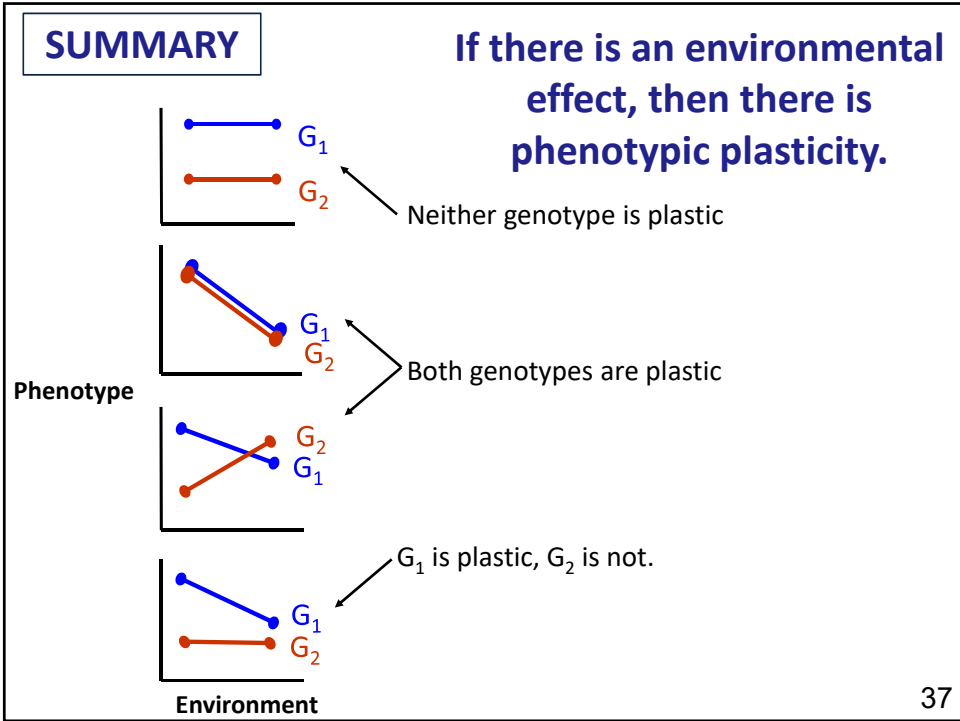 SUMMARY
If there is an environmental
effect, then there is
phenotypic plasticity.
G₁
G₂
Neither genotype is plastic
G₁
G₂
Both genotypes are plastic
Phenotype
G₂
G₁
G₁ is plastic, G₂ is not.
G₁
G₂
Environment
37